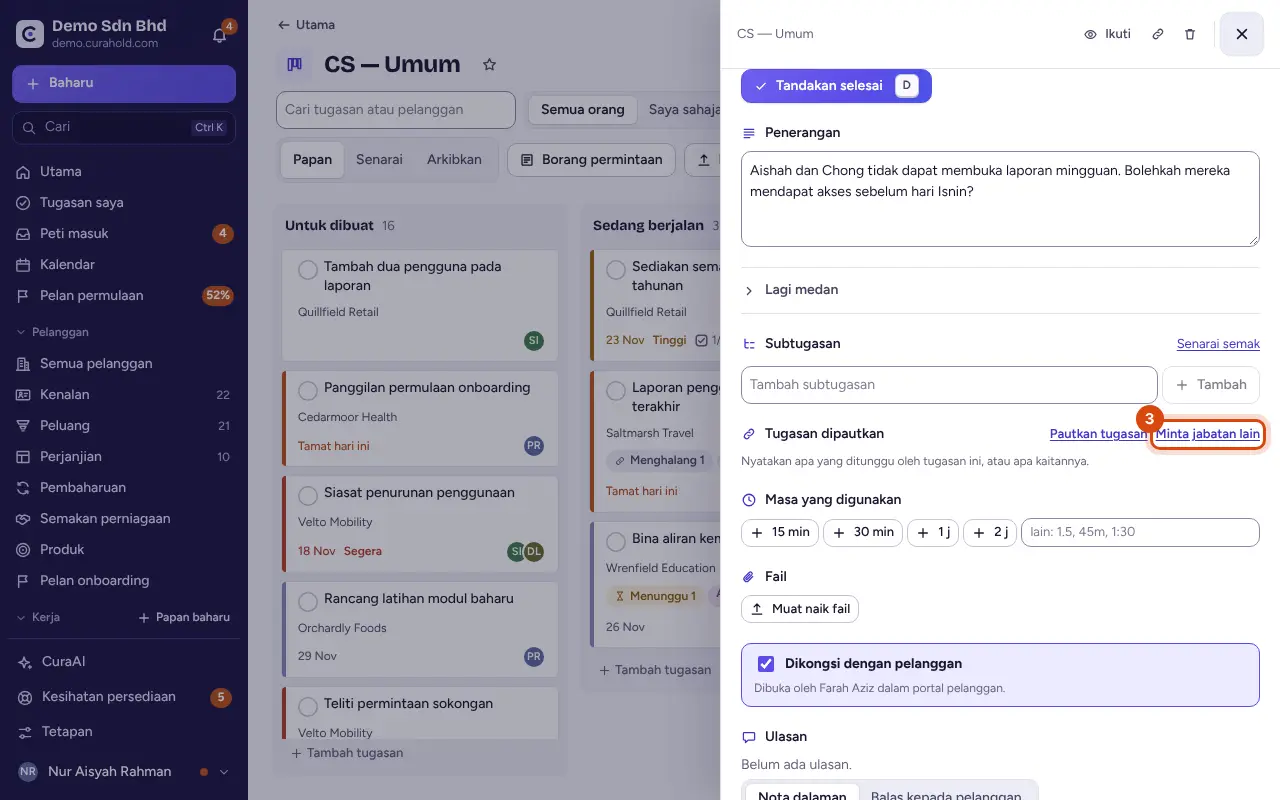 Demo Sdn Bhd
demo.curahold.com
4
Baharu
Cari
Ctrl K
Utama
Tugasan saya
Peti masuk
4
Kalendar
Pelan permulaan
52%
Pelanggan
Semua pelanggan
Kenalan
22
Peluang
21
Perjanjian
10
Pembaharuan
Semakan perniagaan
Produk
Pelan onboarding
Kerja
Papan baharu
CuraAI
Kesihatan persediaan
5
Tetapan
NR
Nur Aisyah Rahman
Utama
CS — Umum
Cari tugasan atau pelanggan
Semua orang
Saya sahaja
Papan
Senarai
Arkibkan
Borang permintaan
Untuk dibuat 16
Tambah dua pengguna pada
laporan
Quillfield Retail
SI
Panggilan permulaan onboarding
Cedarmoor Health
Tamat hari ini
PR
Siasat penurunan penggunaan
Velto Mobility
18 Nov Segera
SI
DL
Rancang latihan modul baharu
Orchardly Foods
29 Nov
PR
Teliti permintaan sokongan
Velto Mobility
Tambah tugasan
Sedang berjalan 3
Sediakan
tahunan
Quillfield Retail
23 Nov Tinggi
Laporan
terakhir
Saltmarsh Travel
Menghalang 1
Tamat hari ini
Bina aliran
Wrenfield Education
Menunggu 1
26 Nov
Tambah tugasan
CS — Umum
Ikuti
Tandakan selesai D
Penerangan
Aishah dan Chong tidak dapat membuka laporan mingguan. Bolehkah mereka
mendapat akses sebelum hari Isnin?
Lagi medan
Subtugasan
Senarai semak
Tambah subtugasan
Tambah
3
Tugasan dipautkan
Pautkan tugasan
Minta jabatan lain
Nyatakan apa yang ditunggu oleh tugasan ini, atau apa kaitannya.
Masa yang digunakan
15 min
30 min
1 j
2 j
lain: 1.5, 45m, 1:30
Fail
Muat naik fail
Dikongsi dengan pelanggan
Dibuka oleh Farah Aziz dalam portal pelanggan.
Ulasan
Belum ada ulasan.
Nota dalaman
Balas kepada pelanggan